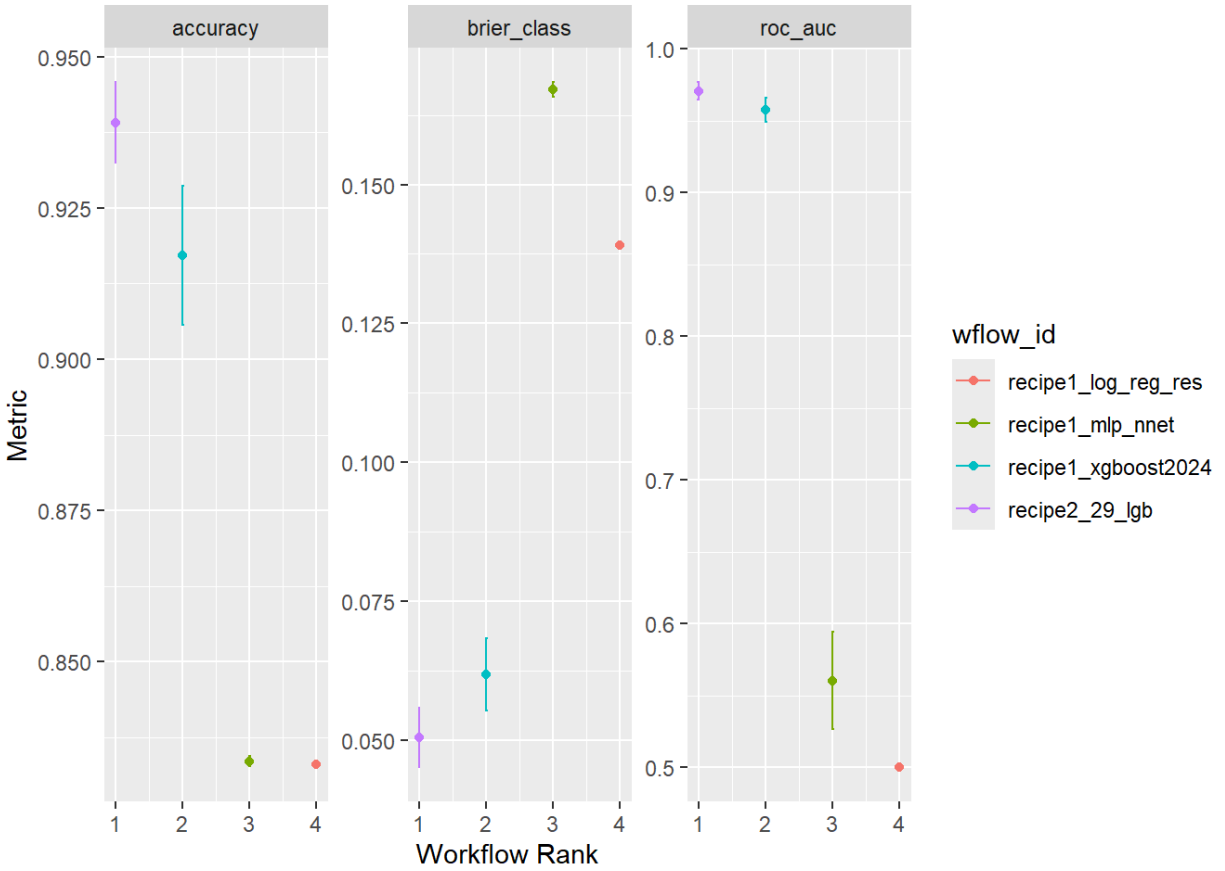 accuracy
brier_class
roc_auc
0.950
0.925
0.900
0.875
0.850
0.150
0.125
0.100
0.075
0.050
1.0
0.9
0.8
0.7
0.6
0.5
Metric
1 2 3 4
1 2 3 4
1 2 3 4
Workflow Rank
wflow_id
recipe1_log_reg_res
recipe1_mlp_nnet
recipe1_xgboost2024
recipe2_29_lgb